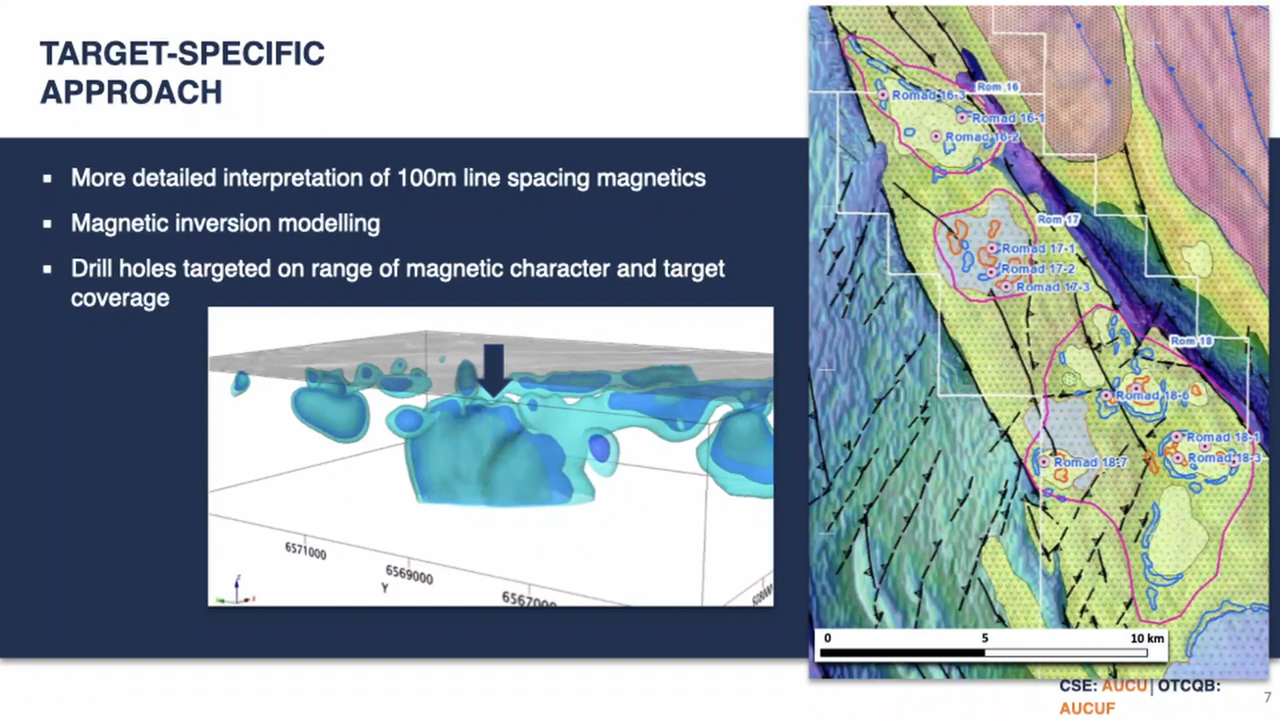 TARGET-SPECIFIC
APPROACH
▪ More detailed interpretation of 100m line spacing magnetics
▪ Magnetic inversion modelling
▪ Drill holes targeted on range of magnetic character and target
coverage
6571000
6569000
Y
6567000
Z
Rom 16
Romad 16-3
Romad 16-1
Romad 16-2
Rom 17
Romad 17-1
Romad 17-2
Romad 17-3
Rom 18
Romad 18-6
Romad 18-1
Romad 18-3
Romad 18-7
0 5 10 km
CSE: AUCU| OTCQB:
AUCUF
7